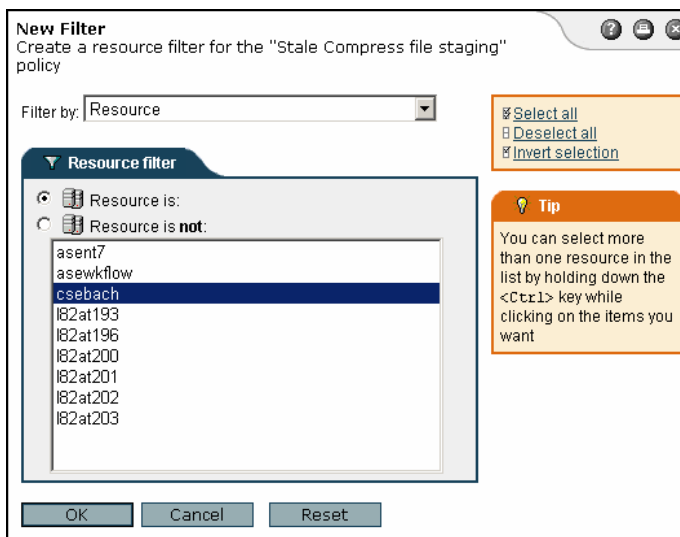 New Filter
Create a resource filter for the "Stale Compress file staging"
policy
Filter by: Resource
Resource filter
Resource is:
Resource is not:
asent7
asewkflow
csebach
l82at193
l82at196
l82at200
l82at201
l82at202
l82at203
OK Cancel Reset
Select all
Deselect all
Invert selection
Tip
You can select more
than one resource in the
list by holding down the
<Ctrl> key while
clicking on the items you
want